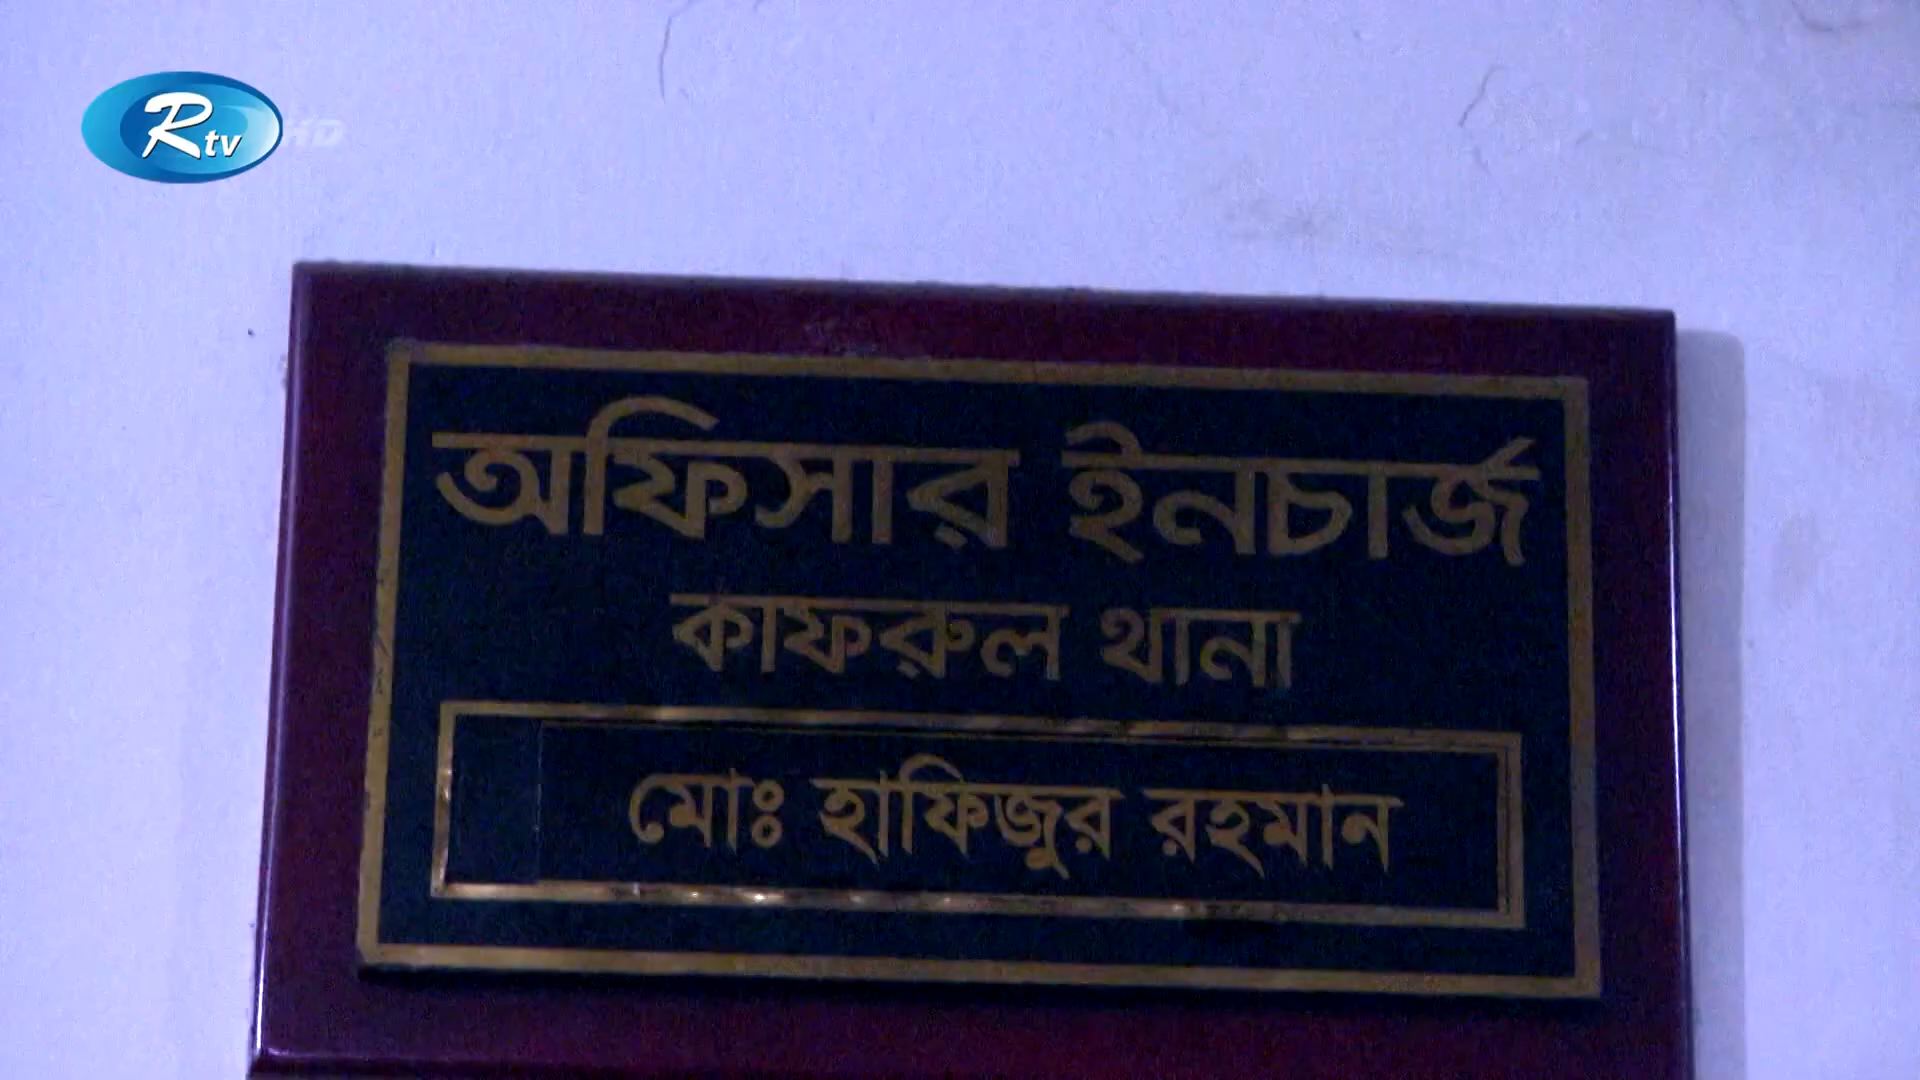 Rtv HD
অফিসার ইনচার্জ
কাফরুল থানা
মোঃ হাফিজুর রহমান